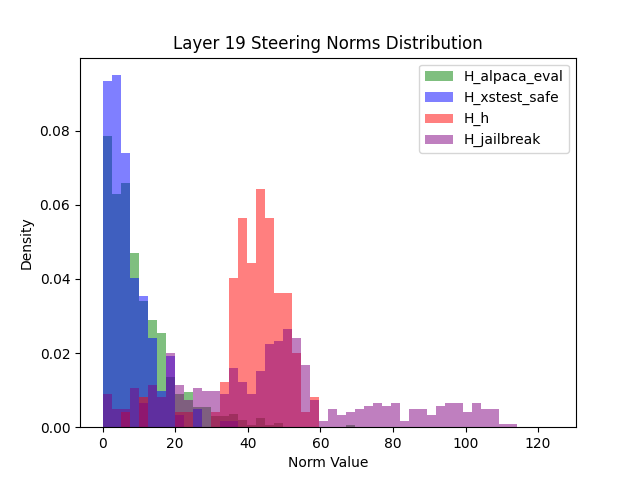 Layer 19 Steering Norms Distribution
H_alpaca_eval
H_xstest_safe
H_h
H_jailbreak
Density
0.08
0.06
0.04
0.02
0.00
0
20
40
60
80
100
120
Norm Value